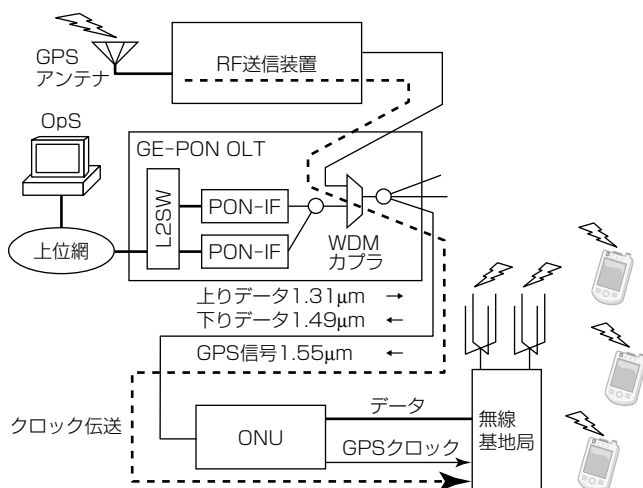 GPS
アンテナ
RF送信装置
OpS
GE-PON OLT
L2SW
PON-IF
PON-IF
上位網
WDM
カプラ
上りデータ1.31μm →
下りデータ1.49μm ←
GPS信号1.55μm ←
クロック伝送
ONU
データ
GPSクロック
無線
基地局